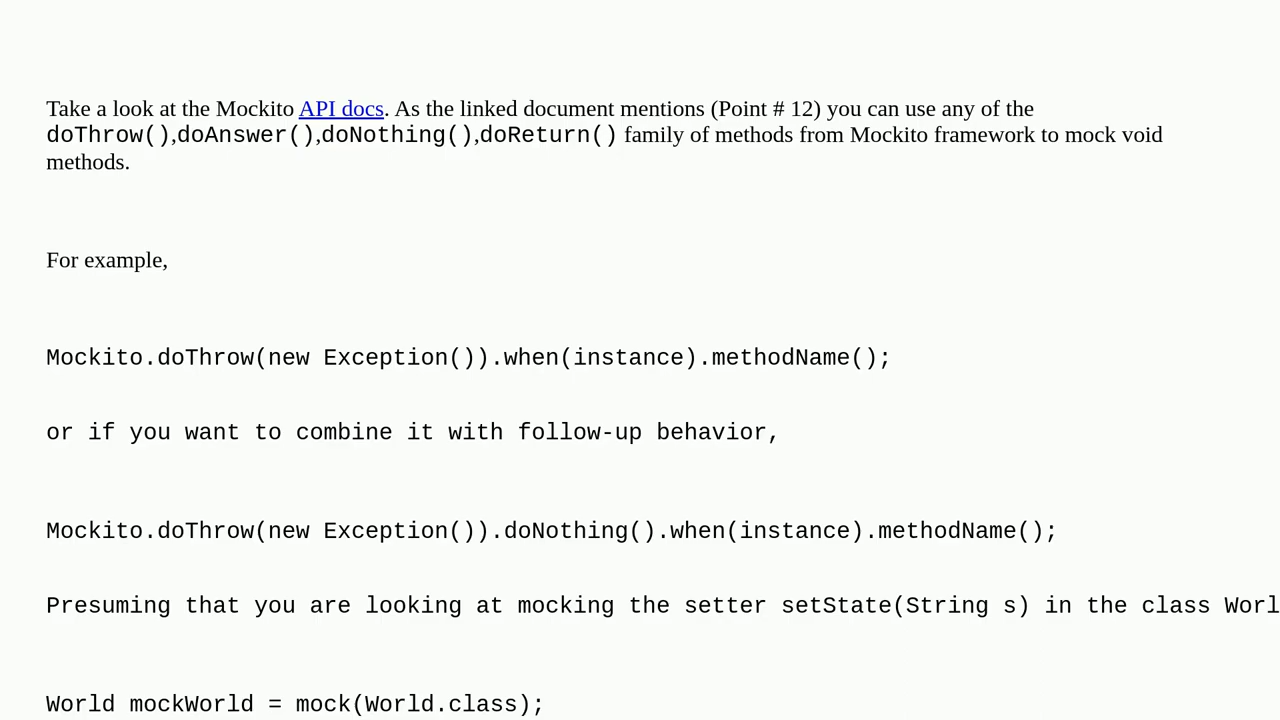 Take a look at the Mockito API docs. As the linked document mentions (Point # 12) you can use any of the
doThrow(),doAnswer(),doNothing(),doReturn() family of methods from Mockito framework to mock void
methods.
For example,
Mockito.doThrow(new Exception()).when(instance).methodName();
or if you want to combine it with follow-up behavior,
Mockito.doThrow(new Exception()).doNothing().when(instance).methodName();
Presuming that you are looking at mocking the setter setState(String s) in the class Worl
World mockWorld = mock(World.class);